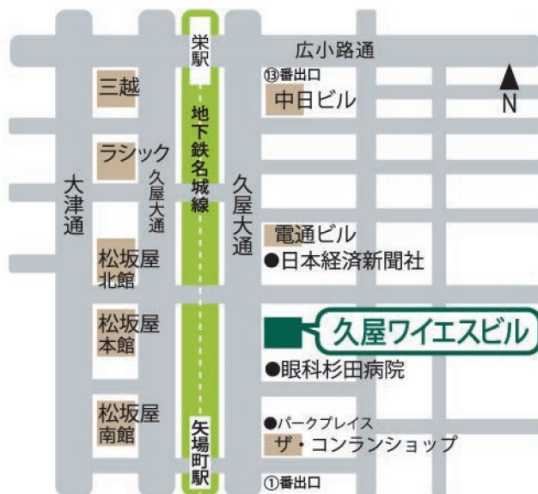 広小路通
栄駅
⑬番出口
三越
中日ビル
N
地下鉄名城線
ラシック
大津通
久屋大通
久屋大通
電通ビル
●日本経済新聞社
松坂屋
北館
松坂屋
本館
久屋ワイエスビル
●眼科杉田病院
松坂屋
南館
矢場町駅
●パークプレイス
ザ・コンランショップ
①番出口